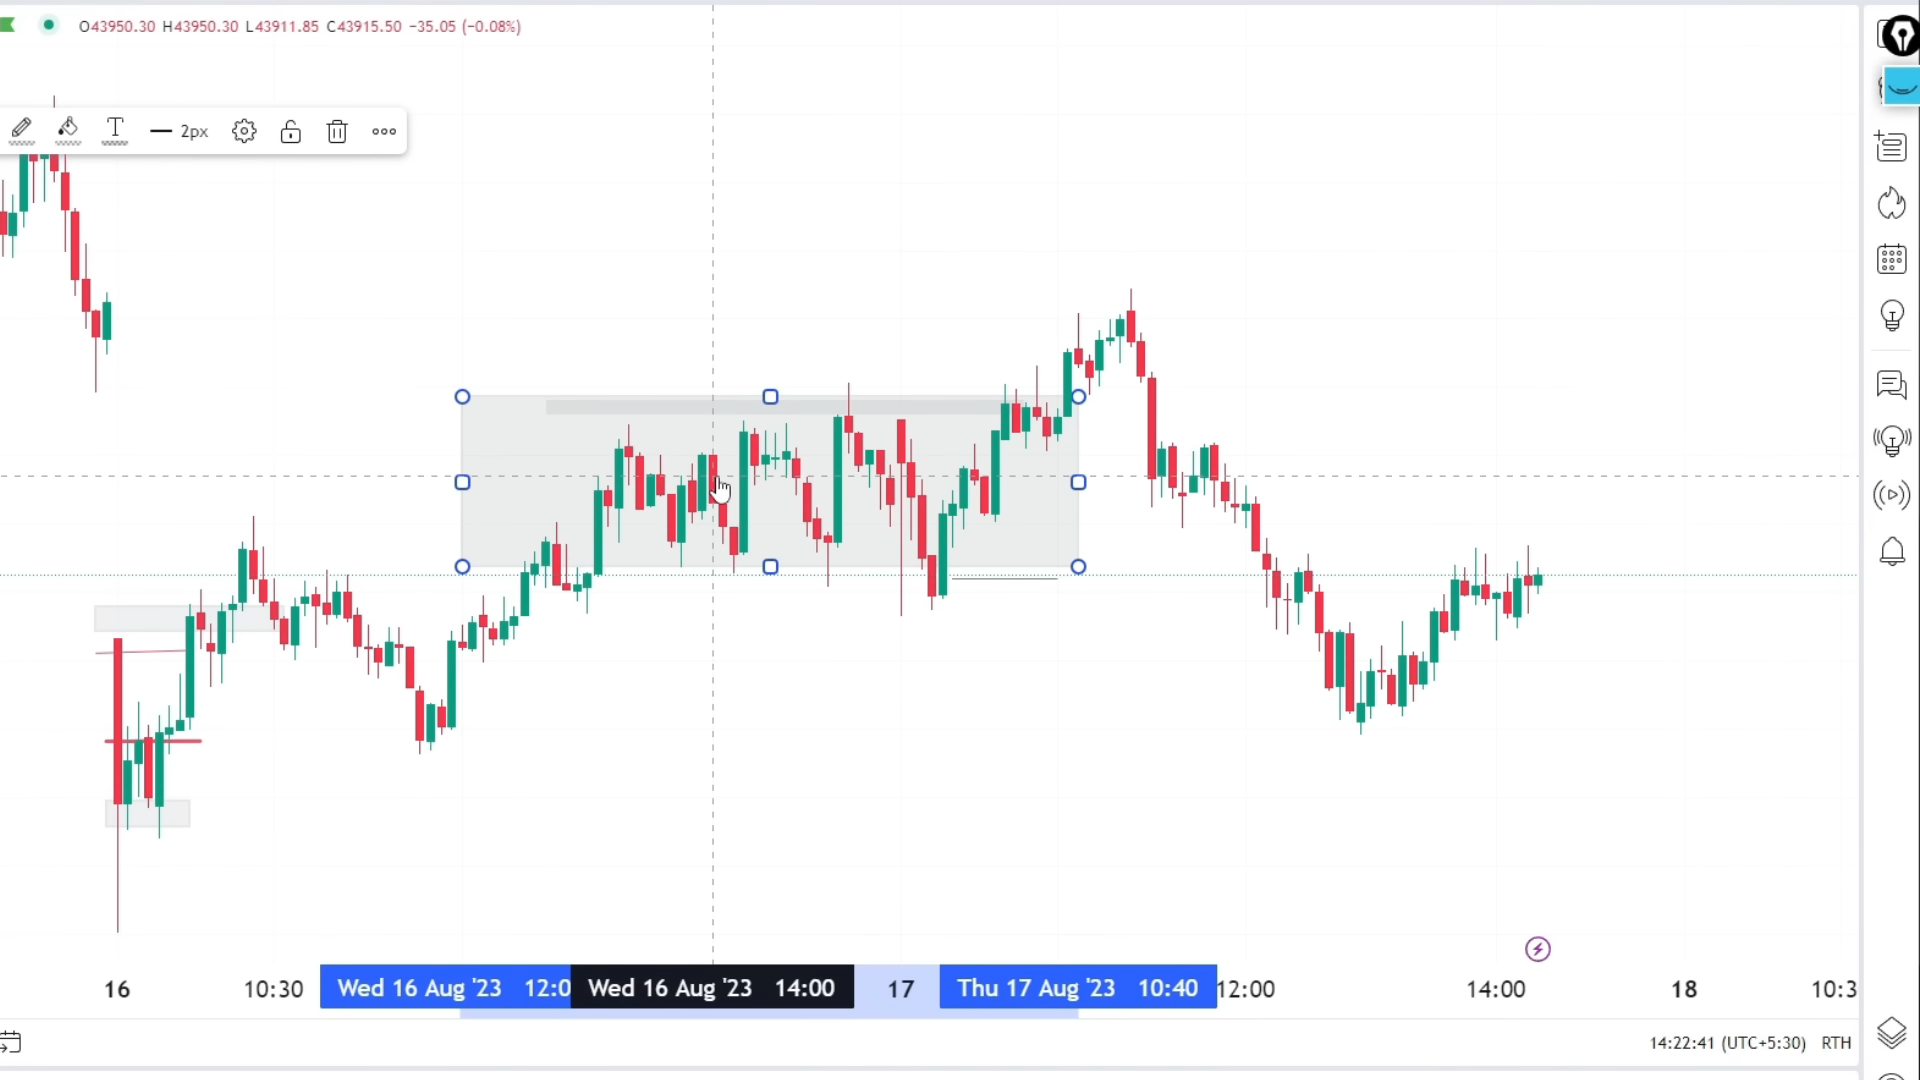 O43950.30 H43950.30 L43911.85 C43915.50 −35.05 (−0.08%)
2px
16 10:30 Wed 16 Aug '23 12:0 Wed 16 Aug '23 14:00 17 Thu 17 Aug '23 10:40 12:00 14:00 18 10:3
14:22:41 (UTC+5:30) RTH